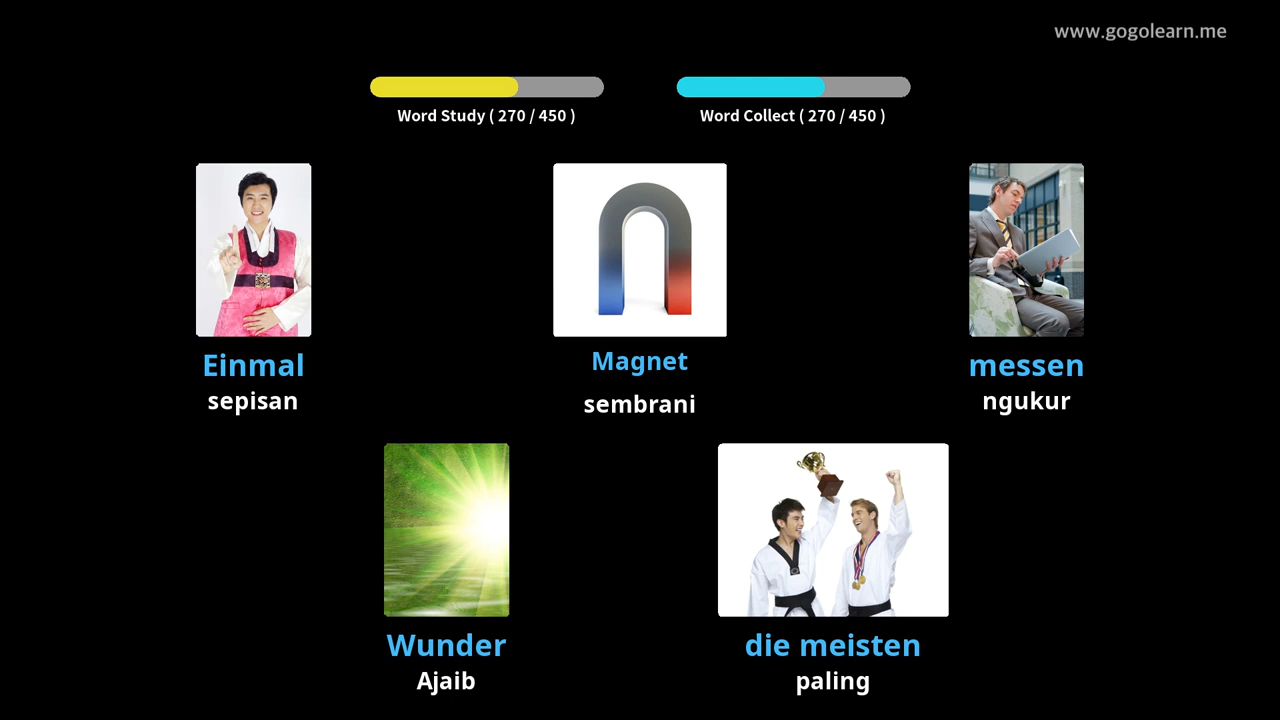 www.gogolearn.me
Word Study ( 270 / 450 )
Word Collect ( 270 / 450 )
Einmal
sepisan
Magnet
sembrani
messen
ngukur
Wunder
Ajaib
die meisten
paling